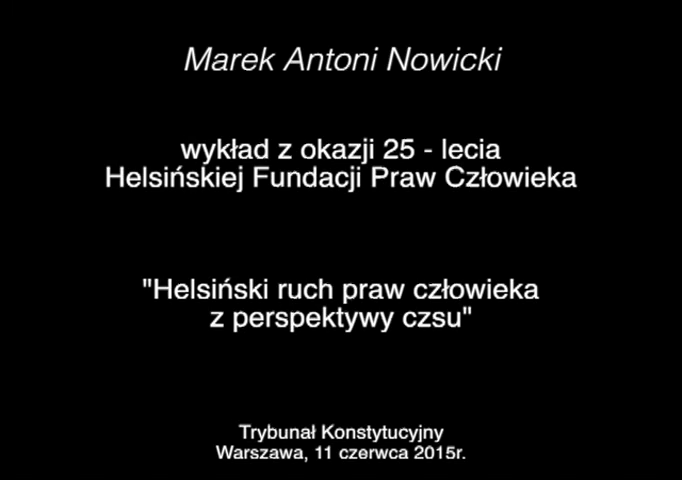 Marek Antoni Nowicki
wykład z okazji 25 - lecia
Helsińskiej Fundacji Praw Człowieka
"Helsiński ruch praw człowieka
z perspektywy czsu"
Trybunał Konstytucyjny
Warszawa, 11 czerwca 2015r.